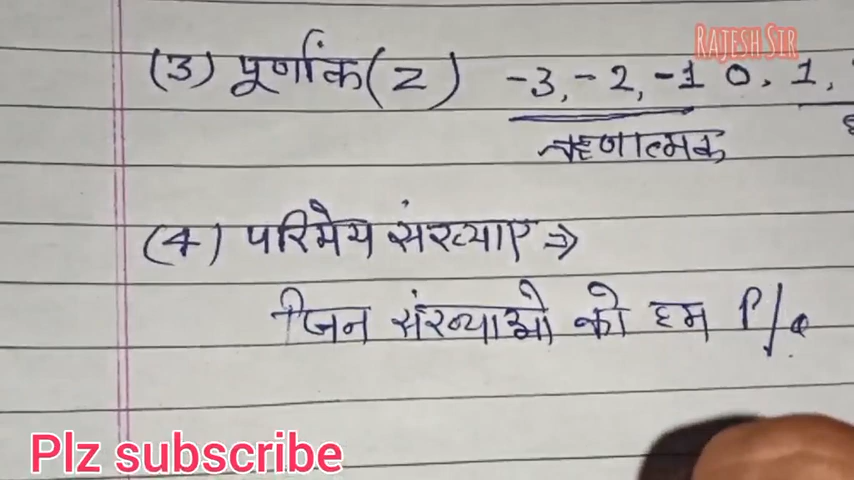 RAJESH SIR
(3) पूर्णांक (Z) -3, -2, -1 0, 1,
ऋणात्मक
(4) परिमेय संख्याए ⇒
जिन संख्याओ को हम P/q
Plz subscribe